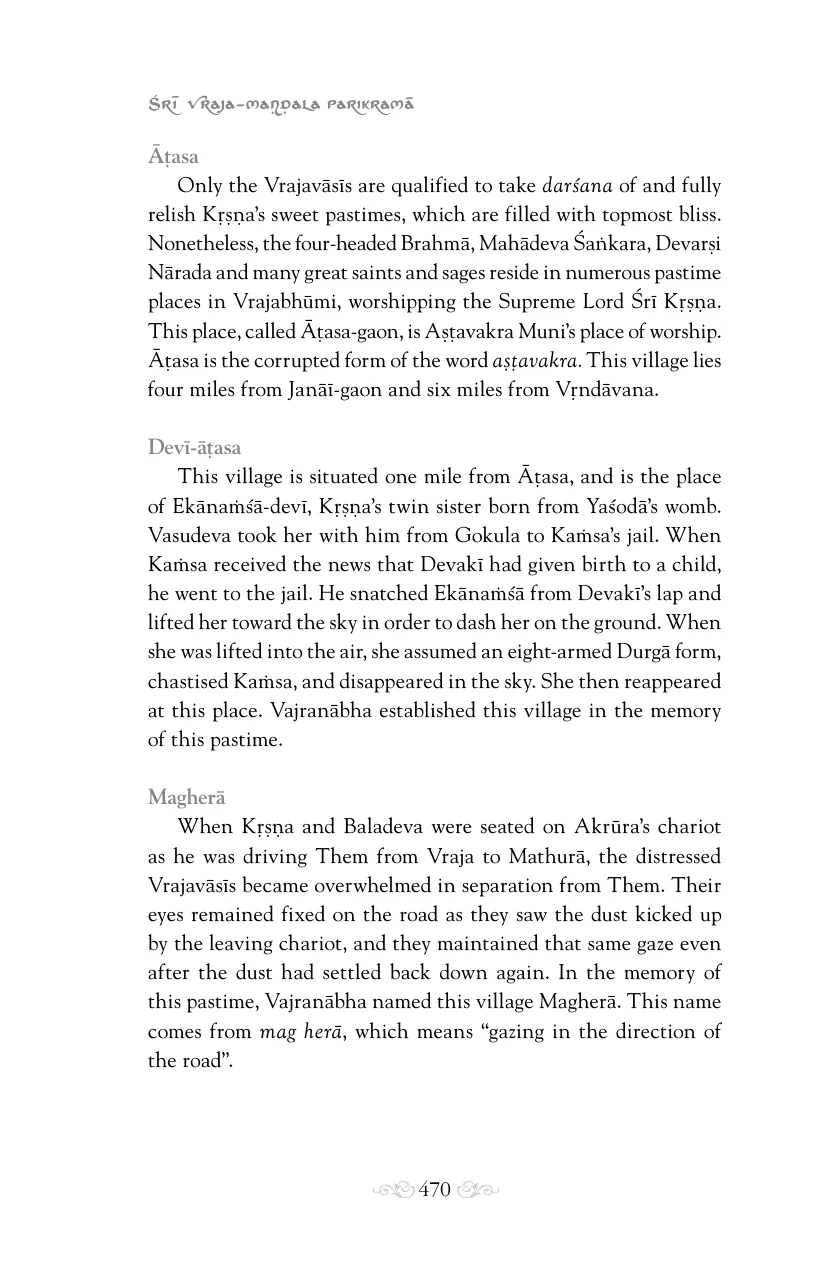 Śrī Vraja-maṇḍala Parikramā
Āṭasa
Only the Vrajavāsīs are qualified to take darśana of and fully
relish Kṛṣṇa’s sweet pastimes, which are filled with topmost bliss.
Nonetheless, the four-headed Brahmā, Mahādeva Śaṅkara, Devarṣi
Nārada and many great saints and sages reside in numerous pastime
places in Vrajabhūmi, worshipping the Supreme Lord Śrī Kṛṣṇa.
This place, called Āṭasa-gaon, is Aṣṭavakra Muni’s place of worship.
Āṭasa is the corrupted form of the word aṣṭavakra. This village lies
four miles from Janāī-gaon and six miles from Vṛndāvana.
Devī-āṭasa
This village is situated one mile from Āṭasa, and is the place
of Ekānaṁśā-devī, Kṛṣṇa’s twin sister born from Yaśodā’s womb.
Vasudeva took her with him from Gokula to Kaṁsa’s jail. When
Kaṁsa received the news that Devakī had given birth to a child,
he went to the jail. He snatched Ekānaṁśā from Devakī’s lap and
lifted her toward the sky in order to dash her on the ground. When
she was lifted into the air, she assumed an eight-armed Durgā form,
chastised Kaṁsa, and disappeared in the sky. She then reappeared
at this place. Vajranābha established this village in the memory
of this pastime.
Magherā
When Kṛṣṇa and Baladeva were seated on Akrūra’s chariot
as he was driving Them from Vraja to Mathurā, the distressed
Vrajavāsīs became overwhelmed in separation from Them. Their
eyes remained fixed on the road as they saw the dust kicked up
by the leaving chariot, and they maintained that same gaze even
after the dust had settled back down again. In the memory of
this pastime, Vajranābha named this village Magherā. This name
comes from mag herā, which means “gazing in the direction of
the road”.
470